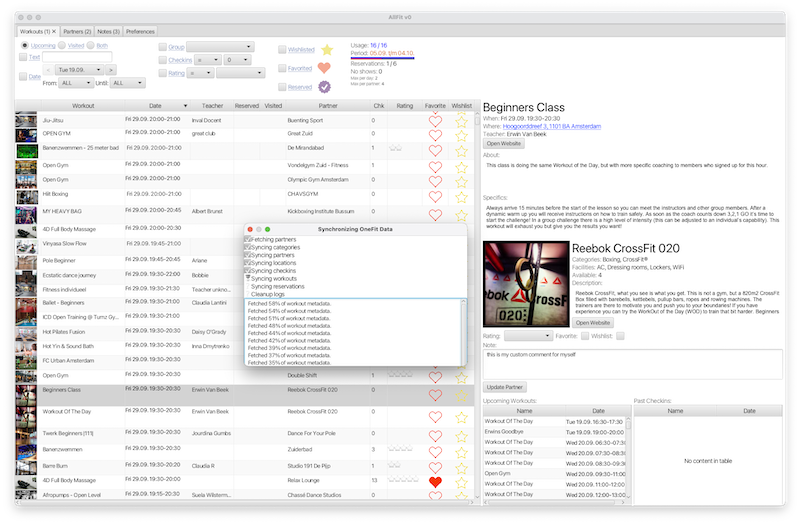 AllFit v0
Workouts (1) ✕ Partners (2) Notes (3) Preferences
Upcoming Visited Both
Text
Date < Tue 19.09. >
From: ALL Until: ALL
Group
Checkins = 0
Rating =
Wishlisted
Favorited
Reserved
Usage: 16 / 16
Period: 05.09. t/m 04.10.
Reservations: 1 / 6
No shows: 0
Max per day: 2
Max per partner: 4
Workout Date Teacher Reserved Visited Partner Chk Rating Favorite Wishlist
Jiu-Jitsu Fri 29.09. 20:00-21:00 Inval Docent Buenting Sport 0
OPEN GYM Fri 29.09. 20:00-21:00 great club Great Zuid 3
Banenzwemmen - 25 meter bad Fri 29.09. 20:00-21:00 De Mirandabad 1
Open Gym Fri 29.09. 20:00-21:00 Vondelgym Zuid - Fitness 1
Open Gym Fri 29.09. 20:00-21:00 Olympic Gym Amsterdam 0
Hiit Boxing Fri 29.09. 20:00-21:00 CHAVSGYM 0
MY HEAVY BAG Fri 29.09. 20:00-20:45 Albert Brunst Kickboxing Institute Bussum 0
4D Full Body Massage Fri 29.09. 20:00-20:30
Vinyasa Slow Flow Fri 29.09. 19:45-21:00
Pole Beginner Fri 29.09. 19:45-20:45 Ariane
Ecstatic dance journey Fri 29.09. 19:30-22:00 Bobbie
Fitness individueel Fri 29.09. 19:30-21:30 Teacher unkno...
Ballet - Beginners Fri 29.09. 19:30-21:00 Claudia Lantini
ICD Open Training @ Turnz Gy... Fri 29.09. 19:30-21:00
Hot Pilates Fusion Fri 29.09. 19:30-20:30 Daisy O'Grady
Hot Yin & Sound Bath Fri 29.09. 19:30-20:30 Inna Dmytrenko
FC Urban Amsterdam Fri 29.09. 19:30-20:30
Open Gym Fri 29.09. 19:30-20:30 Double Shift 1
Beginners Class Fri 29.09. 19:30-20:30 Erwin Van Beek Reebok CrossFit 020 0
Workout Of The Day Fri 29.09. 19:30-20:30 Erwin Van Beek Reebok CrossFit 020 0
Twerk Beginners [111] Fri 29.09. 19:30-20:30 Jourdina Gumbs Dance For Your Pole 0
Banenzwemmen Fri 29.09. 19:30-20:30 Zuiderbad 3
Barre Burn Fri 29.09. 19:30-20:20 Claudia R Studio 191 De Pijp 1
4D Full Body Massage Fri 29.09. 19:30-20:00 Relax Lounge 13
Afropumps - Open Level Fri 29.09. 19:15-20:30 Suela Wilsterm... Chassé Dance Studios 0
Synchronizing OneFit Data
Fetching partners
Syncing categories
Syncing partners
Syncing locations
Syncing checkins
Syncing workouts
Syncing reservations
Cleanup logs
Fetched 58% of workout metadata.
Fetched 54% of workout metadata.
Fetched 51% of workout metadata.
Fetched 48% of workout metadata.
Fetched 44% of workout metadata.
Fetched 42% of workout metadata.
Fetched 39% of workout metadata.
Fetched 37% of workout metadata.
Fetched 35% of workout metadata.
Beginners Class
When: Fri 29.09. 19:30-20:30
Where: Hoogoorddreef 3, 1101 BA Amsterdam
Teacher: Erwin Van Beek
Open Website
About:
This class is doing the same Workout of the Day, but with more specific coaching to members who signed up for this hour.
Specifics:
Always arrive 15 minutes before the start of the lesson so you can meet the instructors and other group members. After a
dynamic warm up you will receive instructions on how to train safely. As soon as the coach counts down 3,2,1 GO it's time to
start the challenge! In a group challenge there is a high level of intensity (this can be adjusted to an individual's capability). This
workout will exhaust you but give you the results you want!
Reebok CrossFit 020
Categories: Boxing, CrossFit®
Facilities: AC, Dressing rooms, Lockers, WiFi
Available: 4
Description:
Reebok CrossFit, what you see is what you get. This is not a gym, but a 820m2 CrossFit
Box filled with barebells, kettlebells, pullup bars, ropes and rowing machines. The
trainers are there to motivate you and push you to your boundaries! If you have
experience you can try the WorkOut of the Day (WOD) to train that bit harder. Beginners
Open Website
Rating: Favorite: Wishlist:
Note:
this is my custom comment for myself
Update Partner
Upcoming Workouts:
Name Date
Workout Of The Day Tue 19.09. 16:30-17:30
Erwins Goodbye Tue 19.09. 19:00-20:00
Workout Of The Day Wed 20.09. 06:30-07:3(
Workout Of The Day Wed 20.09. 07:30-08:3(
Workout Of The Day Wed 20.09. 08:30-09:3(
Open Gym Wed 20.09. 09:30-11:0(
Workout Of The Day Wed 20.09. 11:00-12:00
Workout Of The Day Wed 20.09. 12:00-13:0(
Past Checkins:
Name Date
No content in table